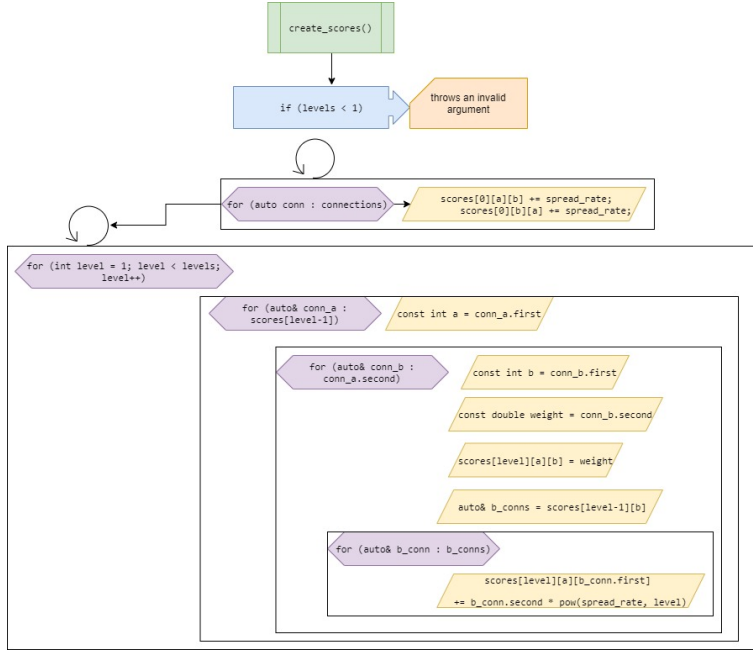 create_scores()
if (levels < 1)
throws an invalid
argument
for (auto conn : connections)
scores[0][a][b] += spread_rate;
scores[0][b][a] += spread_rate;
for (int level = 1; level < levels;
level++)
for (auto& conn_a :
scores[level-1])
const int a = conn_a.first
for (auto& conn_b :
conn_a.second)
const int b = conn_b.first
const double weight = conn_b.second
scores[level][a][b] = weight
auto& b_conns = scores[level-1][b]
for (auto& b_conn : b_conns)
scores[level][a][b_conn.first]
+= b_conn.second * pow(spread_rate, level)